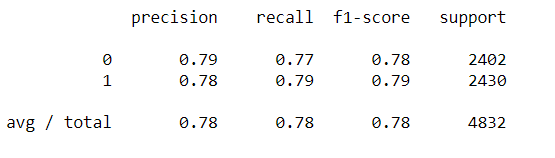 precision recall f1-score support
0 0.79 0.77 0.78 2402
1 0.78 0.79 0.79 2430
avg / total 0.78 0.78 0.78 4832